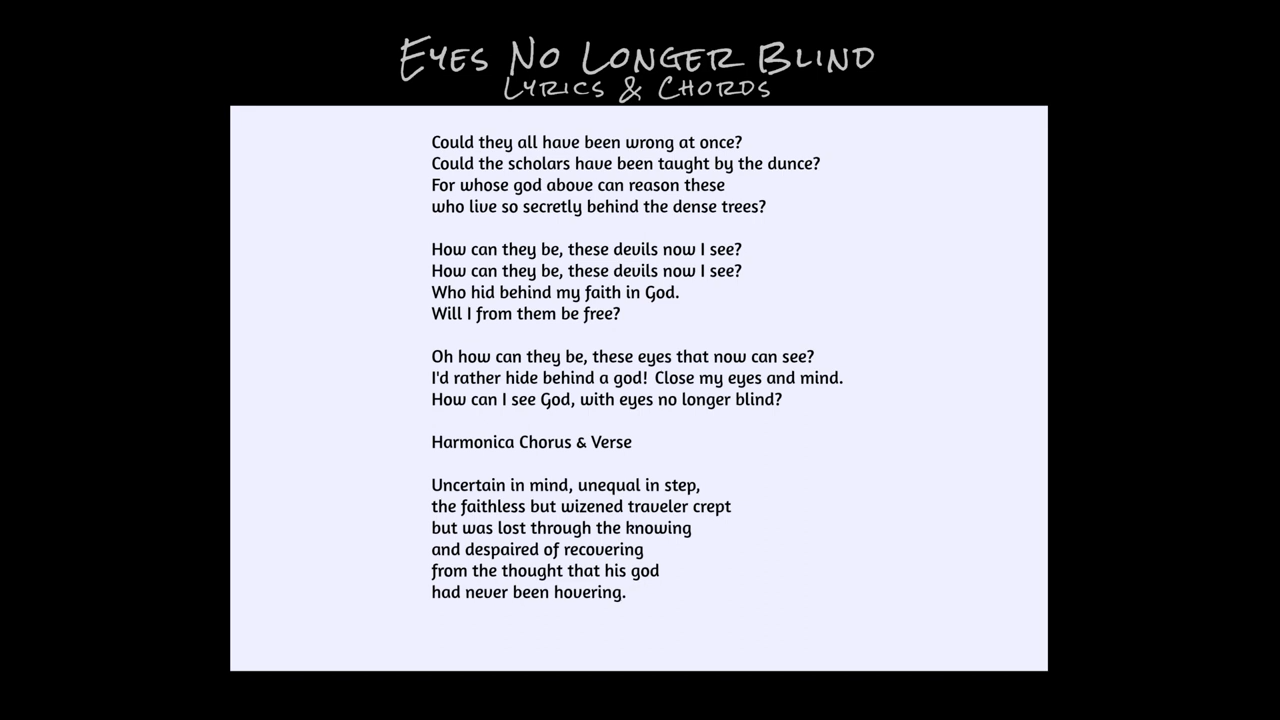 Eyes No Longer Blind
Lyrics & Chords
Could they all have been wrong at once?
Could the scholars have been taught by the dunce?
For whose god above can reason these
who live so secretly behind the dense trees?
How can they be, these devils now I see?
How can they be, these devils now I see?
Who hid behind my faith in God.
Will I from them be free?
Oh how can they be, these eyes that now can see?
I'd rather hide behind a god!  Close my eyes and mind.
How can I see God, with eyes no longer blind?
Harmonica Chorus & Verse
Uncertain in mind, unequal in step,
the faithless but wizened traveler crept
but was lost through the knowing
and despaired of recovering
from the thought that his god
had never been hovering.